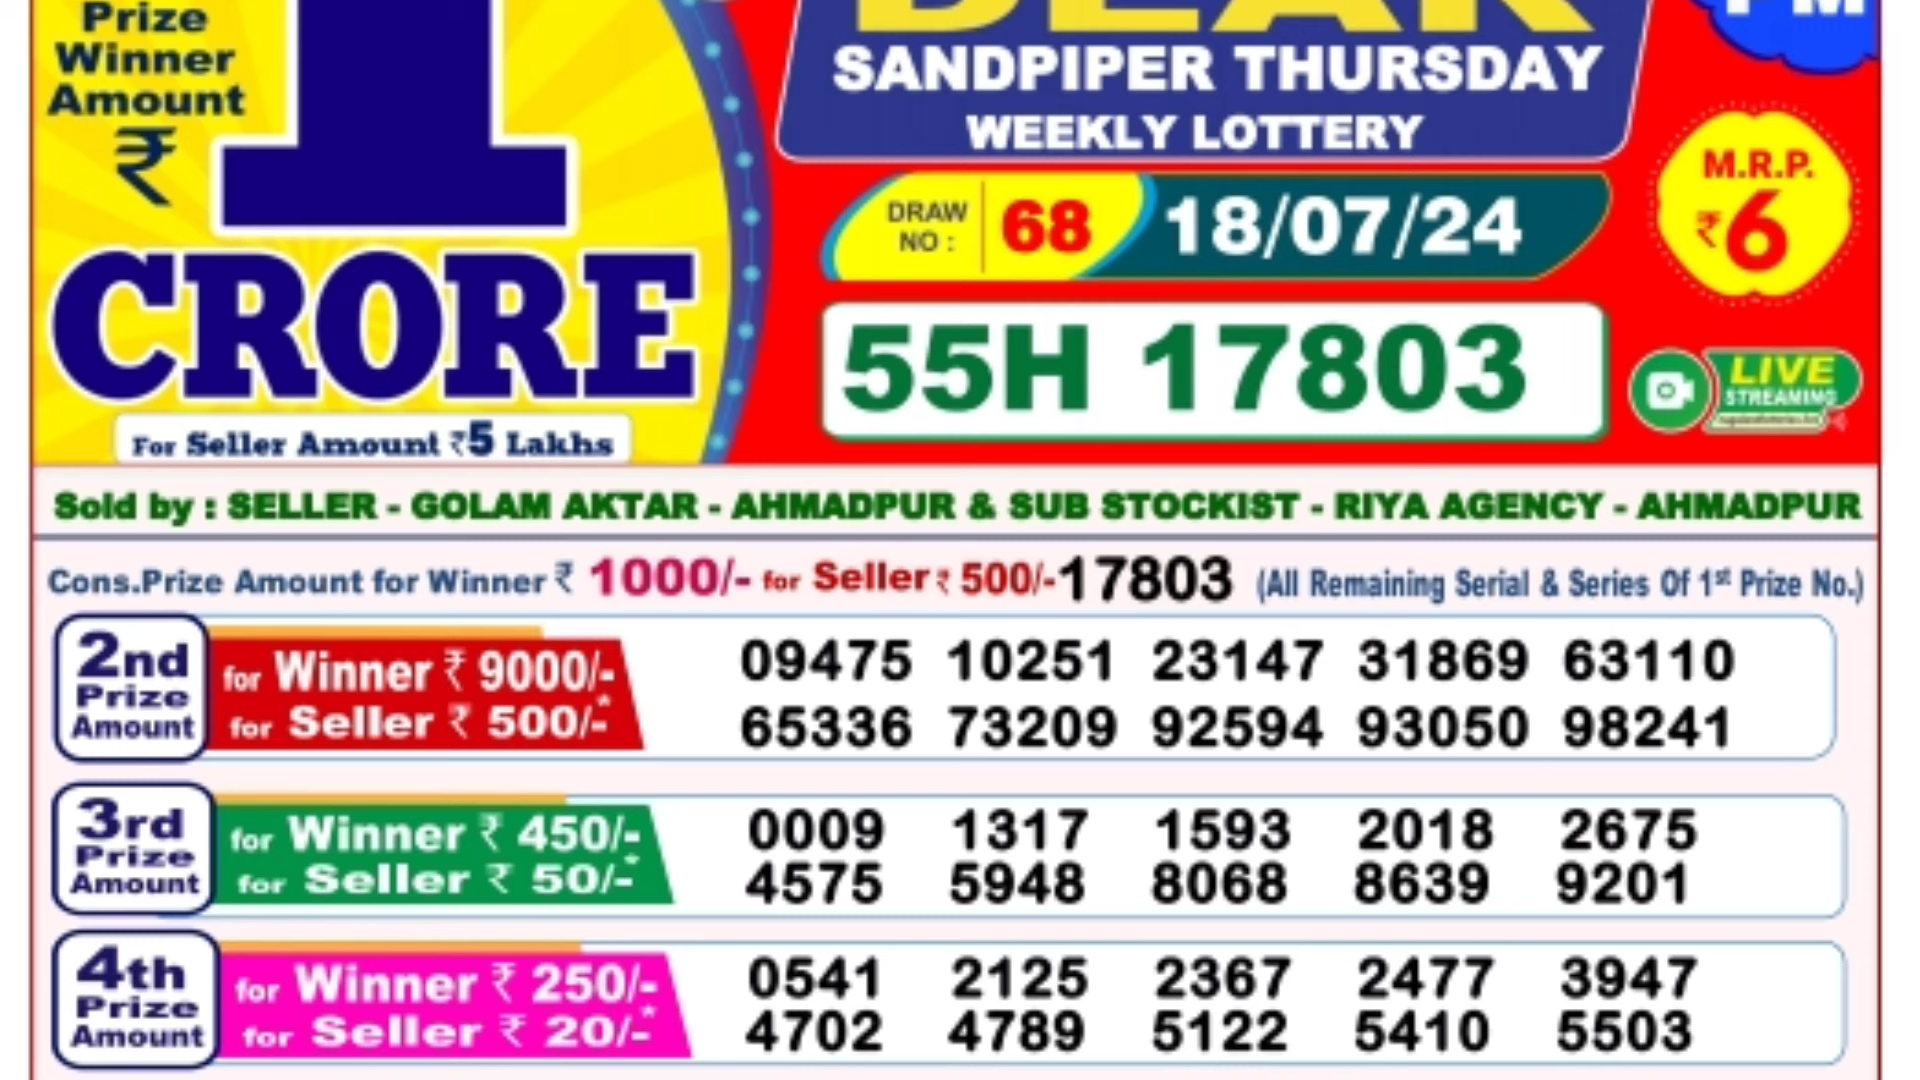 Prize
Winner
Amount
₹
1
CRORE
For Seller Amount ₹5 Lakhs
DEAR
SANDPIPER THURSDAY
WEEKLY LOTTERY
PM
DRAW NO : 68 18/07/24
M.R.P.
₹6
55H 17803
LIVE
STREAMING
Sold by : SELLER - GOLAM AKTAR - AHMADPUR & SUB STOCKIST - RIYA AGENCY - AHMADPUR
Cons.Prize Amount for Winner ₹ 1000/- for Seller ₹ 500/- 17803 (All Remaining Serial & Series Of 1st Prize No.)
2nd
Prize
Amount
for Winner ₹ 9000/-
for Seller ₹ 500/-*
09475 10251 23147 31869 63110
65336 73209 92594 93050 98241
3rd
Prize
Amount
for Winner ₹ 450/-
for Seller ₹ 50/-*
0009 1317 1593 2018 2675
4575 5948 8068 8639 9201
4th
Prize
Amount
for Winner ₹ 250/-
for Seller ₹ 20/-*
0541 2125 2367 2477 3947
4702 4789 5122 5410 5503